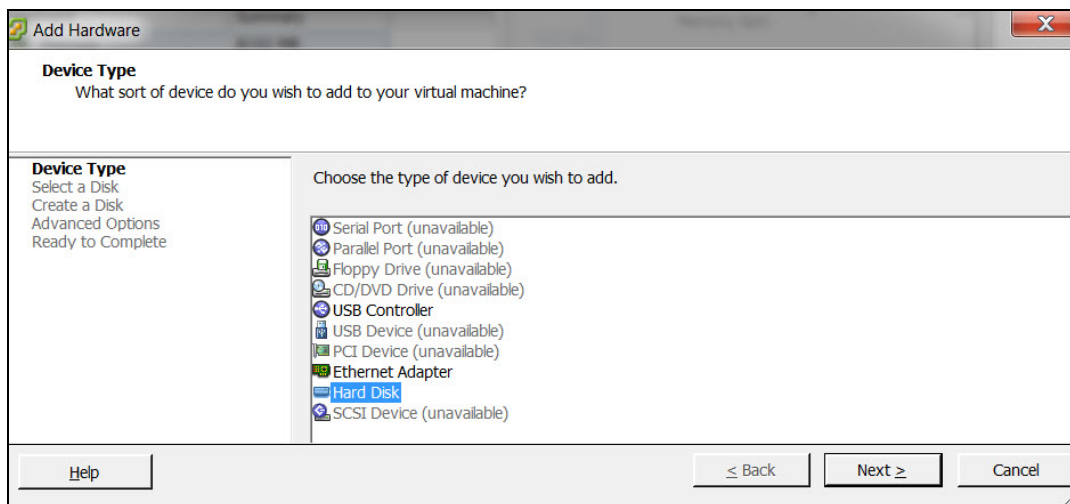 Add Hardware
Device Type
What sort of device do you wish to add to your virtual machine?
Device Type
Select a Disk
Create a Disk
Advanced Options
Ready to Complete
Choose the type of device you wish to add.
Serial Port (unavailable)
Parallel Port (unavailable)
Floppy Drive (unavailable)
CD/DVD Drive (unavailable)
USB Controller
USB Device (unavailable)
PCI Device (unavailable)
Ethernet Adapter
Hard Disk
SCSI Device (unavailable)
Help
< Back
Next >
Cancel